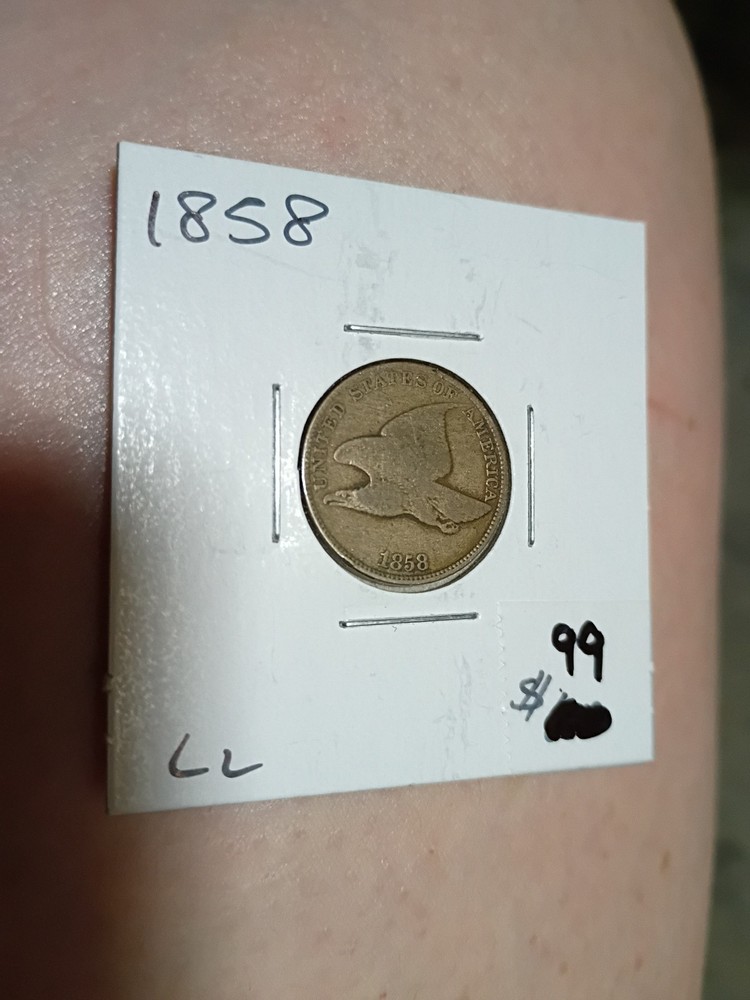 1858
UNITED STATES OF AMERICA
1858
99
$
LL